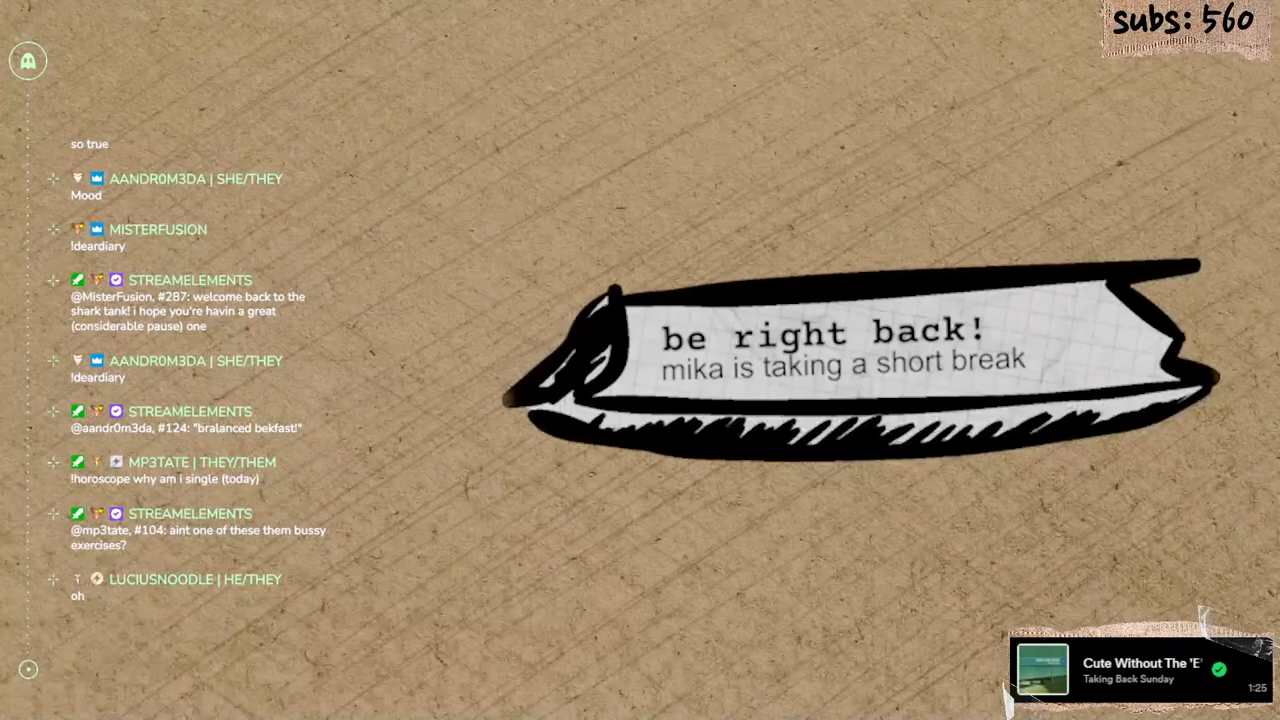 subs: 560
so true
AANDR0M3DA | SHE/THEY
Mood
MISTERFUSION
!deardiary
STREAMELEMENTS
@MisterFusion, #287: welcome back to the
shark tank! i hope you're havin a great
(considerable pause) one
AANDR0M3DA | SHE/THEY
!deardiary
STREAMELEMENTS
@aandr0m3da, #124: "bralanced bekfast!"
MP3TATE | THEY/THEM
!horoscope why am i single (today)
STREAMELEMENTS
@mp3tate, #104: aint one of these them bussy
exercises?
LUCIUSNOODLE | HE/THEY
oh
be right back!
mika is taking a short break
Cute Without The 'E'
Taking Back Sunday
1:25